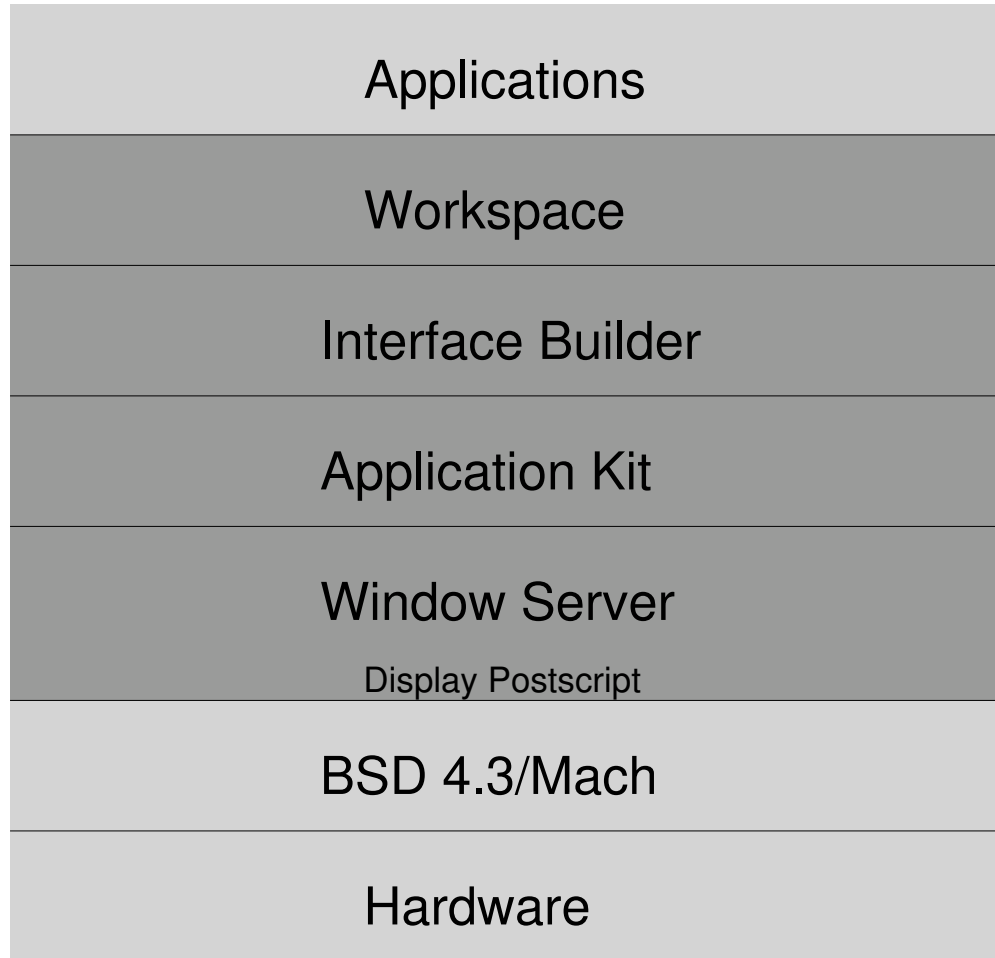 Applications
Workspace
Interface Builder
Application Kit
Window Server
Display Postscript
BSD 4.3/Mach
Hardware